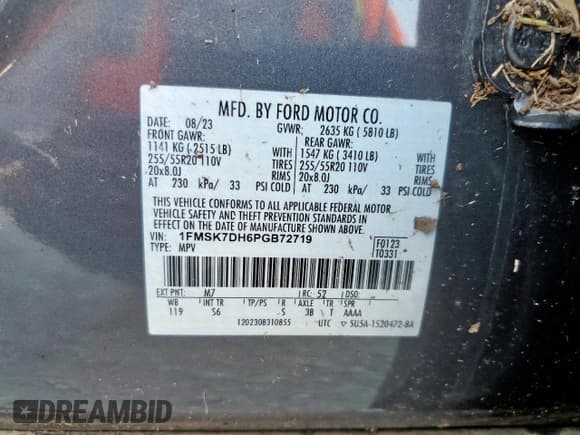 MFD. BY FORD MOTOR CO.
DATE: 08/23 GVWR: 2635 KG ( 5810 LB)
FRONT GAWR: REAR GAWR:
1141 KG ( 2515 LB) WITH 1547 KG ( 3410 LB) WITH
255/55R20 110V TIRES 255/55R20 110V TIRES
20x8.0J RIMS 20x8.0J RIMS
AT 230 kPa/ 33 PSI COLD AT 230 kPa/ 33 PSI COLD
THIS VEHICLE CONFORMS TO ALL APPLICABLE FEDERAL MOTOR
VEHICLE SAFETY AND THEFT PREVENTION STANDARDS IN
EFFECT ON THE DATE OF MANUFACTURE SHOWN ABOVE.
VIN: 1FMSK7DH6PGB72719 F0123
TYPE: MPV T0331
EXT PNT: M7 RC: 52 DSO:
WB INT TR TP/PS R AXLE TR SPR
119 S6 S 3B T AAAA
120230831085S UTC ▽ 5U5A-1520472-BA
DREAMBID